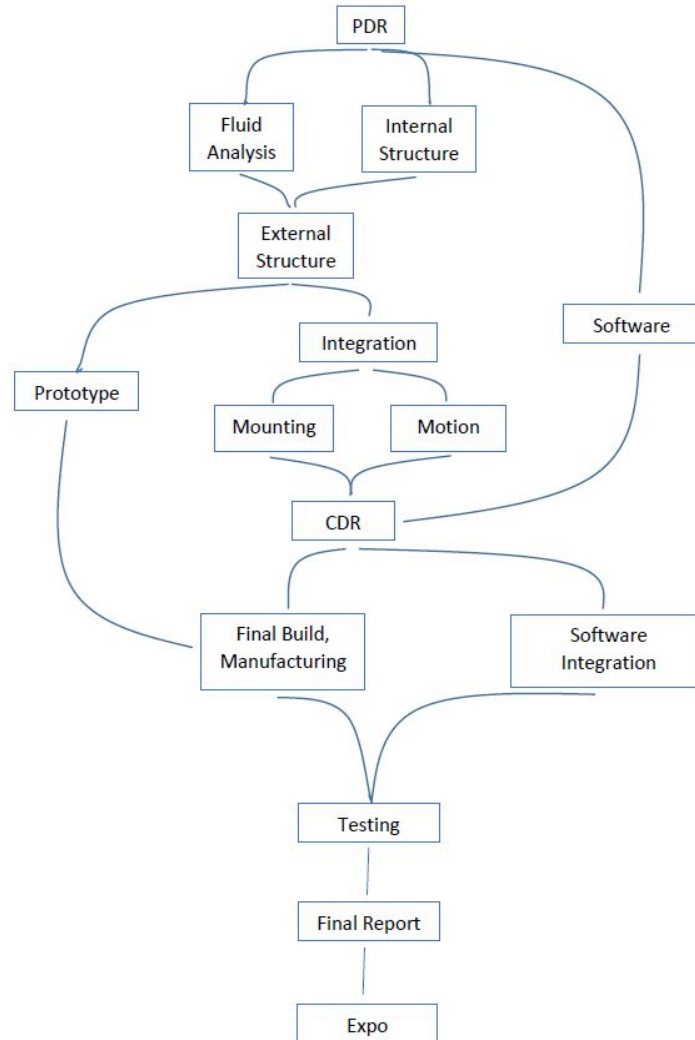 PDR
Fluid
Analysis
Internal
Structure
External
Structure
Software
Integration
Prototype
Mounting
Motion
CDR
Final Build,
Manufacturing
Software
Integration
Testing
Final Report
Expo